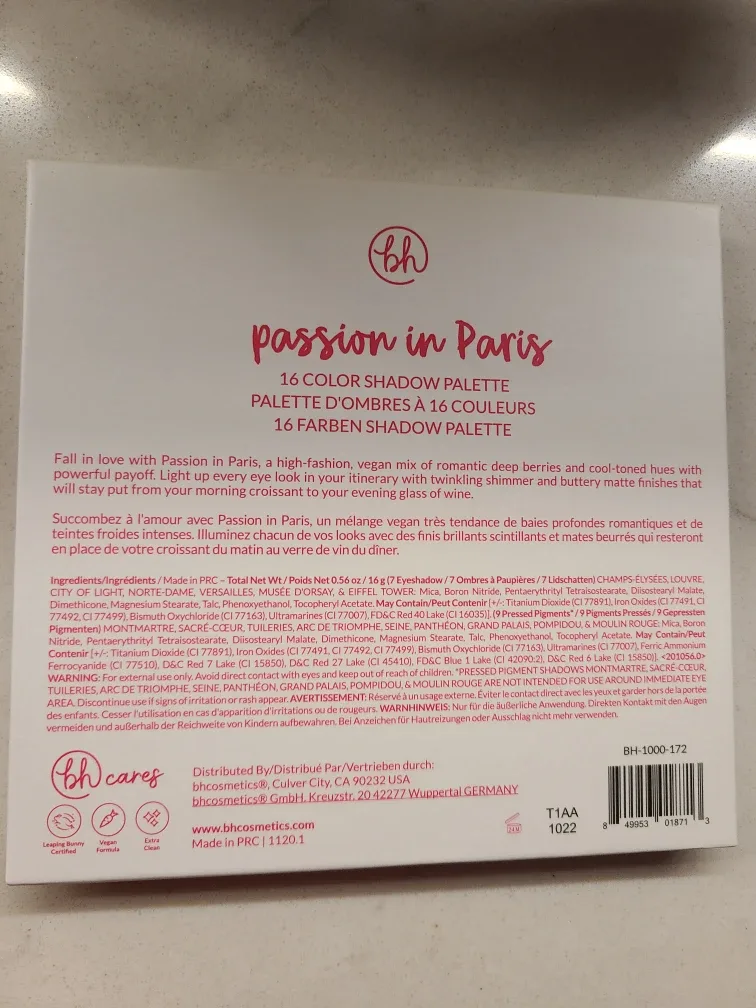 bh
passion in Paris
16 COLOR SHADOW PALETTE
PALETTE D'OMBRES À 16 COULEURS
16 FARBEN SHADOW PALETTE
Fall in love with Passion in Paris, a high-fashion, vegan mix of romantic deep berries and cool-toned hues with
powerful payoff. Light up every eye look in your itinerary with twinkling shimmer and buttery matte finishes that
will stay put from your morning croissant to your evening glass of wine.
Succombez à l'amour avec Passion in Paris, un mélange vegan très tendance de baies profondes romantiques et de
teintes froides intenses. Illuminez chacun de vos looks avec des finis brillants scintillants et mates beurrés qui resteront
en place de votre croissant du matin au verre de vin du dîner.
Ingredients/Ingrédients / Made in PRC – Total Net Wt / Poids Net 0.56 oz / 16 g (7 Eyeshadow / 7 Ombres à Paupières / 7 Lidschatten) CHAMPS-ÉLYSÉES, LOUVRE,
CITY OF LIGHT, NORTE-DAME, VERSAILLES, MUSÉE D'ORSAY, & EIFFEL TOWER: Mica, Boron Nitride, Pentaerythrityl Tetraisostearate, Diisostearyl Malate,
Dimethicone, Magnesium Stearate, Talc, Phenoxyethanol, Tocopheryl Acetate. May Contain/Peut Contenir [+/-: Titanium Dioxide (CI 77891), Iron Oxides (CI 77491, CI
77492, CI 77499), Bismuth Oxychloride (CI 77163), Ultramarines (CI 77007), FD&C Red 40 Lake (CI 16035)]. (9 Pressed Pigments* / 9 Pigments Pressés / 9 Gepressten
Pigmenten) MONTMARTRE, SACRÉ-CŒUR, TUILERIES, ARC DE TRIOMPHE, SEINE, PANTHÉON, GRAND PALAIS, POMPIDOU, & MOULIN ROUGE: Mica, Boron
Nitride, Pentaerythrityl Tetraisostearate, Diisostearyl Malate, Dimethicone, Magnesium Stearate, Talc, Phenoxyethanol, Tocopheryl Acetate. May Contain/Peut
Contenir [+/-: Titanium Dioxide (CI 77891), Iron Oxides (CI 77491, CI 77492, CI 77499), Bismuth Oxychloride (CI 77163), Ultramarines (CI 77007), Ferric Ammonium
Ferrocyanide (CI 77510), D&C Red 7 Lake (CI 15850), D&C Red 27 Lake (CI 45410), FD&C Blue 1 Lake (CI 42090:2), D&C Red 6 Lake (CI 15850)]. <201056.0>
WARNING: For external use only. Avoid direct contact with eyes and keep out of reach of children. *PRESSED PIGMENT SHADOWS MONTMARTRE, SACRÉ-CŒUR,
TUILERIES, ARC DE TRIOMPHE, SEINE, PANTHÉON, GRAND PALAIS, POMPIDOU, & MOULIN ROUGE ARE NOT INTENDED FOR USE AROUND IMMEDIATE EYE
AREA. Discontinue use if signs of irritation or rash appear. AVERTISSEMENT: Réservé à un usage externe. Éviter le contact direct avec les yeux et garder hors de la portée
des enfants. Cesser l'utilisation en cas d'apparition d'irritations ou de rougeurs. WARNHINWEIS: Nur für die äußerliche Anwendung. Direkten Kontakt mit den Augen
vermeiden und außerhalb der Reichweite von Kindern aufbewahren. Bei Anzeichen für Hautreizungen oder Ausschlag nicht mehr verwenden.
bh cares
Leaping Bunny
Certified
Vegan
Formula
Extra
Clean
Distributed By/Distribué Par/Vertrieben durch:
bhcosmetics®, Culver City, CA 90232 USA
bhcosmetics® GmbH, Kreuzstr. 20 42277 Wuppertal GERMANY
www.bhcosmetics.com
Made in PRC | 1120.1
24M
T1AA
1022
BH-1000-172
8 49953 01871 3